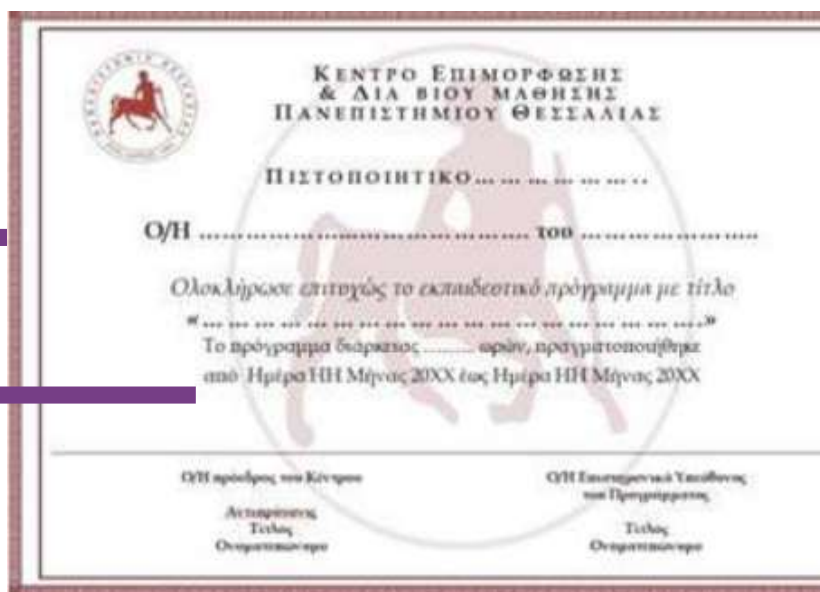 ΚΕΝΤΡΟ ΕΠΙΜΟΡΦΩΣΗΣ
& ΔΙΑ ΒΙΟΥ ΜΑΘΗΣΗΣ
ΠΑΝΕΠΙΣΤΗΜΙΟΥ ΘΕΣΣΑΛΙΑΣ
ΠΙΣΤΟΠΟΙΗΤΙΚΟ... ... ... ... ... ... ..
Ο/Η .................................................. του ...........................
Ολοκλήρωσε επιτυχώς το εκπαιδευτικό πρόγραμμα με τίτλο
«... ... ... ... ... ... ... ... ... ... ... ... ... ... ... ... ... ... ... ....»
Το πρόγραμμα διάρκειας .......... ωρών, πραγματοποιήθηκε
από Ημέρα ΗΗ Μήνας 20ΧΧ έως Ημέρα ΗΗ Μήνας 20ΧΧ
Ο/Η πρόεδρος του Κέντρου
Αντιπρύτανις
Τίτλος
Ονοματεπώνυμο
Ο/Η Επιστημονικά Υπεύθυνος
του Προγράμματος
Τίτλος
Ονοματεπώνυμο